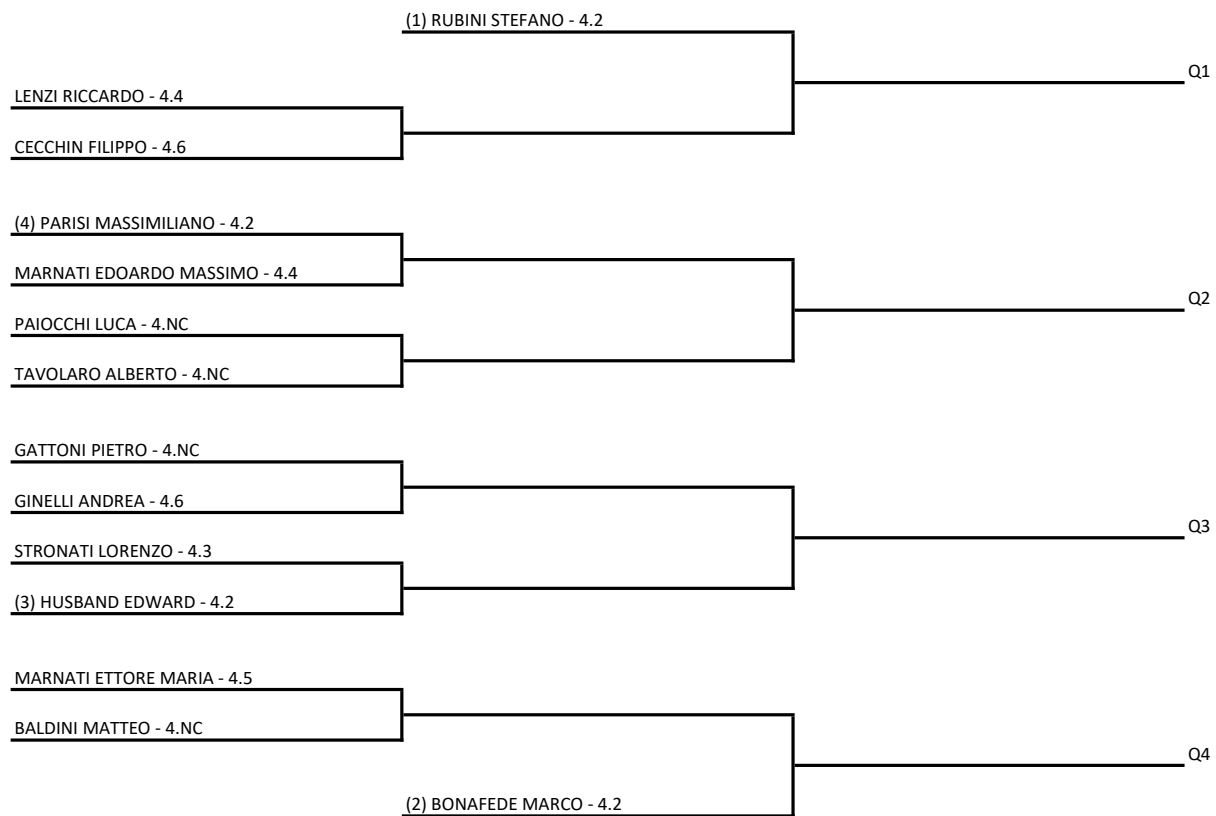 (1) RUBINI STEFANO - 4.2
Q1
LENZI RICCARDO - 4.4
CECCHIN FILIPPO - 4.6
(4) PARISI MASSIMILIANO - 4.2
MARNATI EDOARDO MASSIMO - 4.4
Q2
PAIOCCHI LUCA - 4.NC
TAVOLARO ALBERTO - 4.NC
GATTONI PIETRO - 4.NC
GINELLI ANDREA - 4.6
Q3
STRONATI LORENZO - 4.3
(3) HUSBAND EDWARD - 4.2
MARNATI ETTORE MARIA - 4.5
BALDINI MATTEO - 4.NC
Q4
(2) BONAFEDE MARCO - 4.2